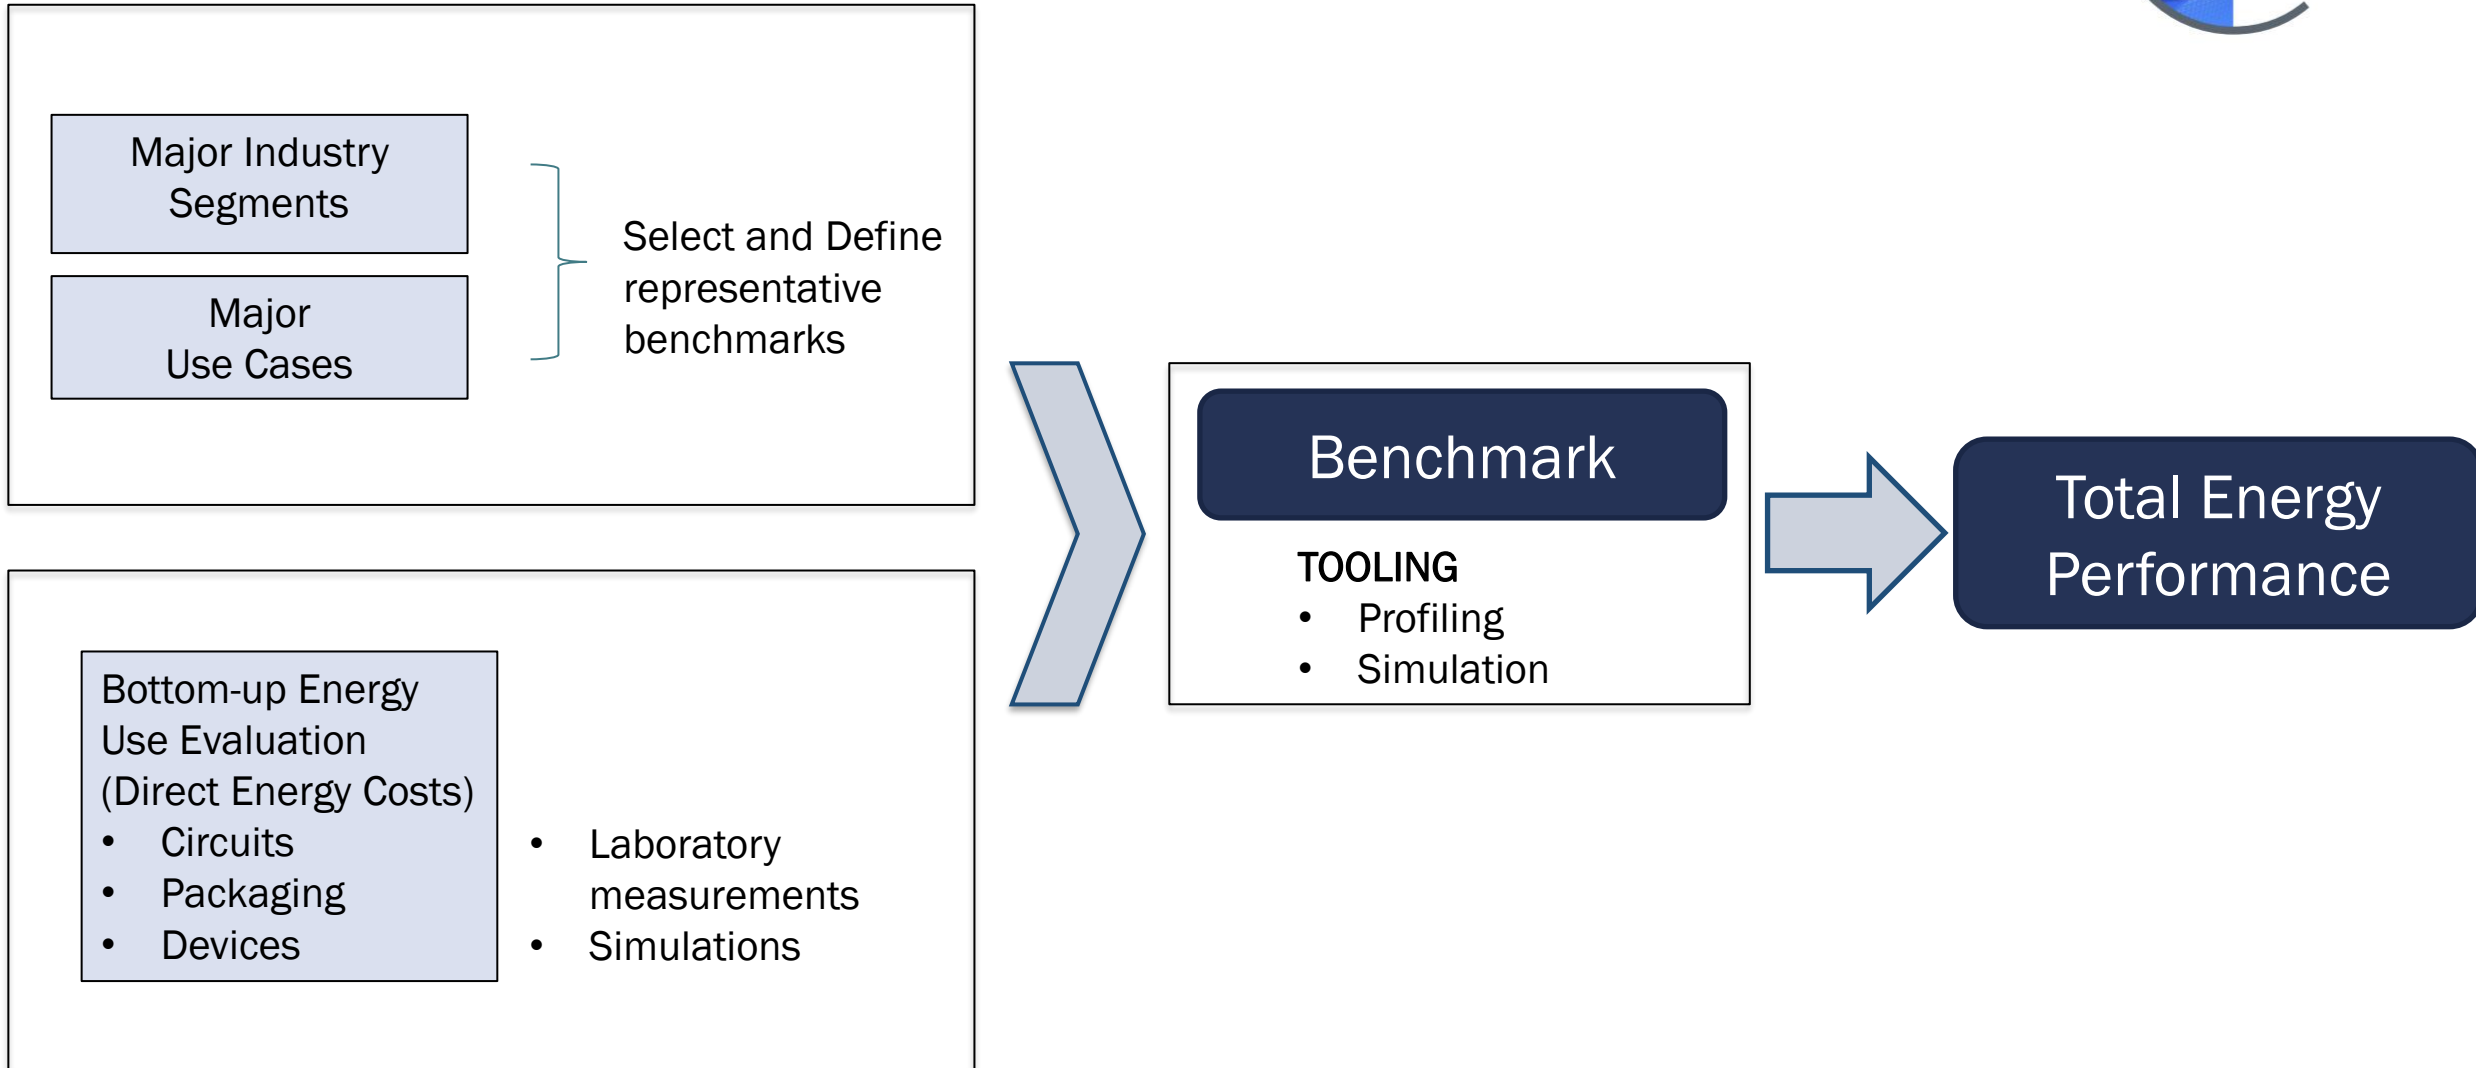 Major Industry
Segments
Major
Use Cases
Select and Define
representative
benchmarks
Bottom-up Energy
Use Evaluation
(Direct Energy Costs)
• Circuits
• Packaging
• Devices
• Laboratory
measurements
• Simulations
Benchmark
TOOLING
• Profiling
• Simulation
Total Energy
Performance